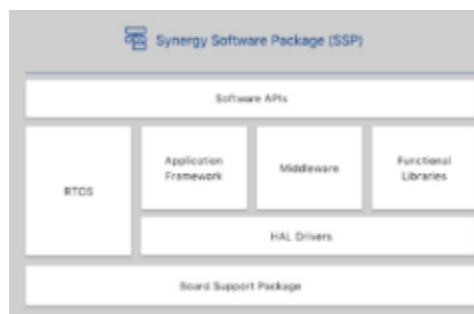 Synergy Software Package (SSP)
Software APIs
RTOS
Application
Framework
Middleware
Functional
Libraries
HAL Drivers
Board Support Package